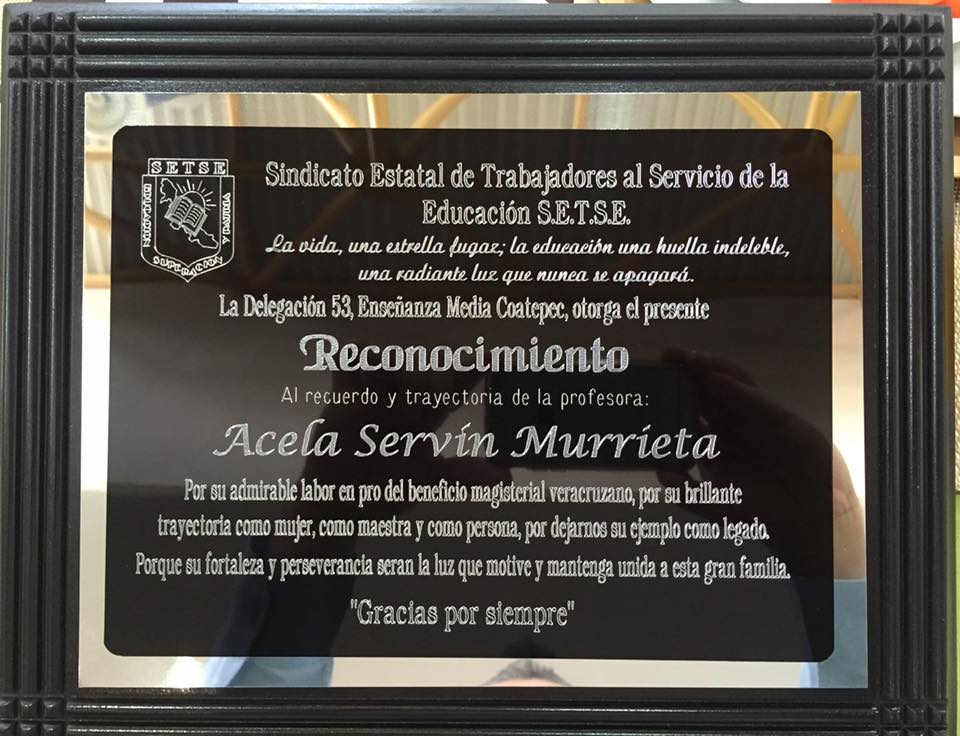 SETSE
EDUCACIÓN
Y DOCTRINA
SUPERACIÓN
Sindicato Estatal de Trabajadores al Servicio de la
Educación S.E.T.S.E.
La vida, una estrella fugaz; la educación una huella indeleble,
una radiante luz que nunca se apagará.
La Delegación 53, Enseñanza Media Coatepec, otorga el presente
Reconocimiento
Al recuerdo y trayectoria de la profesora:
Acela Servín Murrieta
Por su admirable labor en pro del beneficio magisterial veracruzano, por su brillante
trayectoria como mujer, como maestra y como persona, por dejarnos su ejemplo como legado.
Porque su fortaleza y perseverancia seran la luz que motive y mantenga unida a esta gran familia.
"Gracias por siempre"